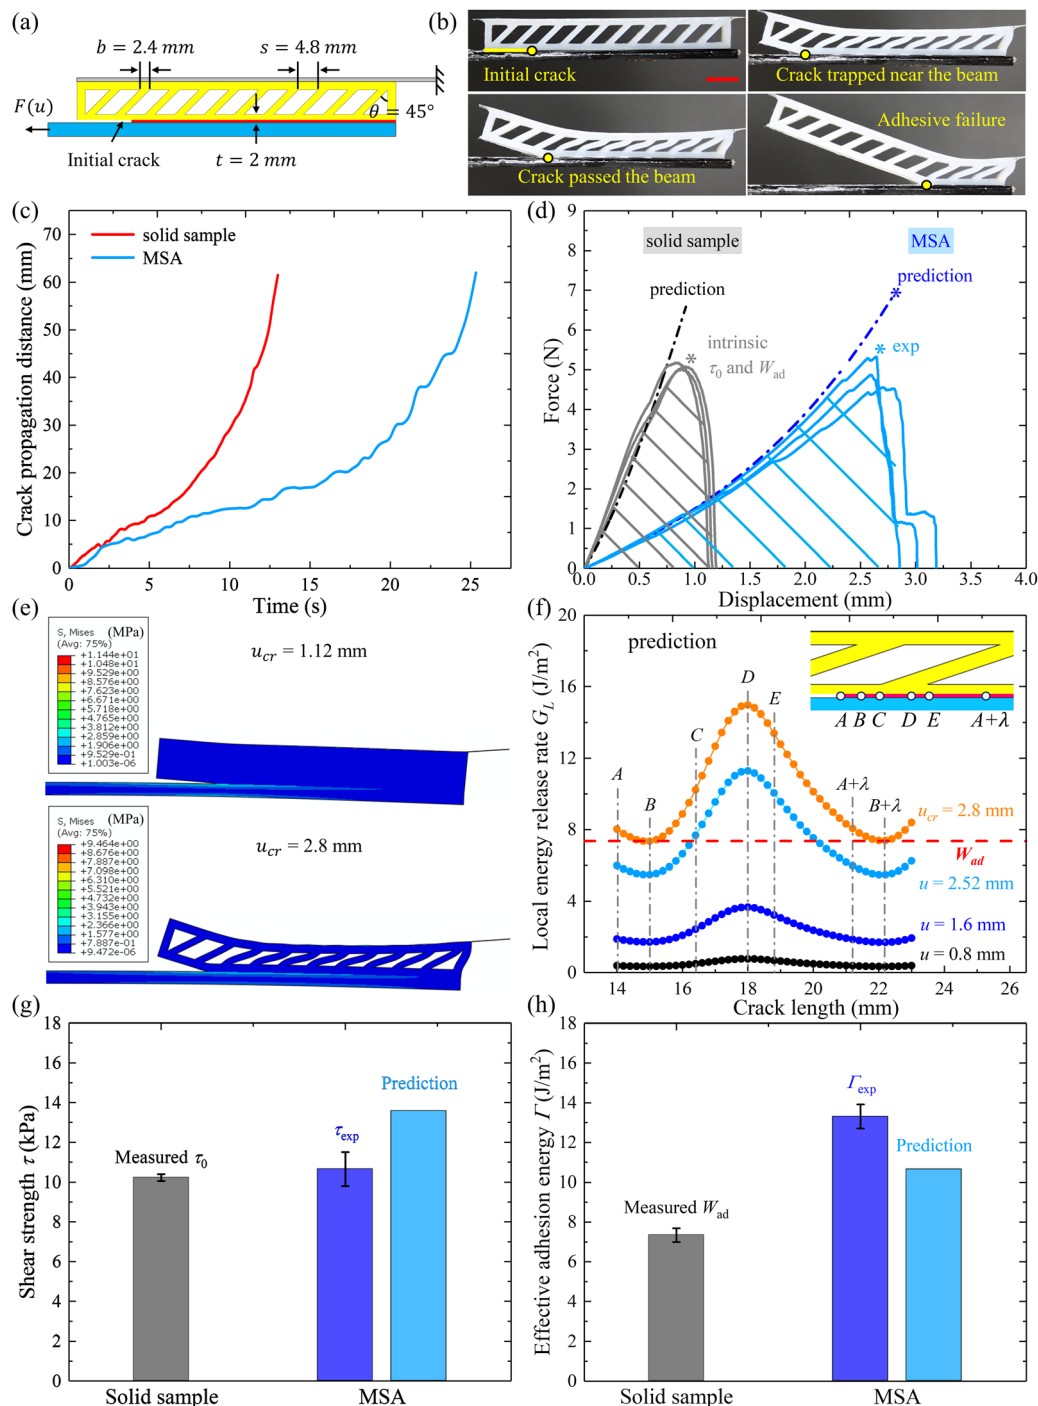 (a)
b = 2.4 mm
s = 4.8 mm
F(u)
θ = 45°
Initial crack
t = 2 mm
(b)
Initial crack
Crack trapped near the beam
Crack passed the beam
Adhesive failure
(c)
Crack propagation distance (mm)
70
60
50
40
30
20
10
0
solid sample
MSA
0 5 10 15 20 25
Time (s)
(d)
Force (N)
9
8
7
6
5
4
3
2
1
0
solid sample
MSA
prediction
prediction
*
* intrinsic
τ0 and Wad
* exp
0.0 0.5 1.0 1.5 2.0 2.5 3.0 3.5 4.0
Displacement (mm)
(e)
S, Mises (MPa)
(Avg: 75%)
+1.144e+01
+1.048e+01
+9.529e+00
+8.576e+00
+7.623e+00
+6.671e+00
+5.718e+00
+4.765e+00
+3.812e+00
+2.859e+00
+1.906e+00
+9.529e-01
+1.003e-06
ucr = 1.12 mm
S, Mises (MPa)
(Avg: 75%)
+9.464e+00
+8.676e+00
+7.887e+00
+7.098e+00
+6.310e+00
+5.521e+00
+4.732e+00
+3.943e+00
+3.155e+00
+2.366e+00
+1.577e+00
+7.887e-01
+9.472e-06
ucr = 2.8 mm
(f)
Local energy release rate GL (J/m2)
20
16
12
8
4
0
prediction
A B C D E A+λ
A
B
C
D
E
A+λ
B+λ
ucr = 2.8 mm
Wad
u = 2.52 mm
u = 1.6 mm
u = 0.8 mm
14 16 18 20 22 24 26
Crack length (mm)
(g)
Shear strength τ (kPa)
18
16
14
12
10
8
6
4
2
0
Measured τ0
τexp
Prediction
Solid sample
MSA
(h)
Effective adhesion energy Γ (J/m2)
18
16
14
12
10
8
6
4
2
0
Measured Wad
Γexp
Prediction
Solid sample
MSA